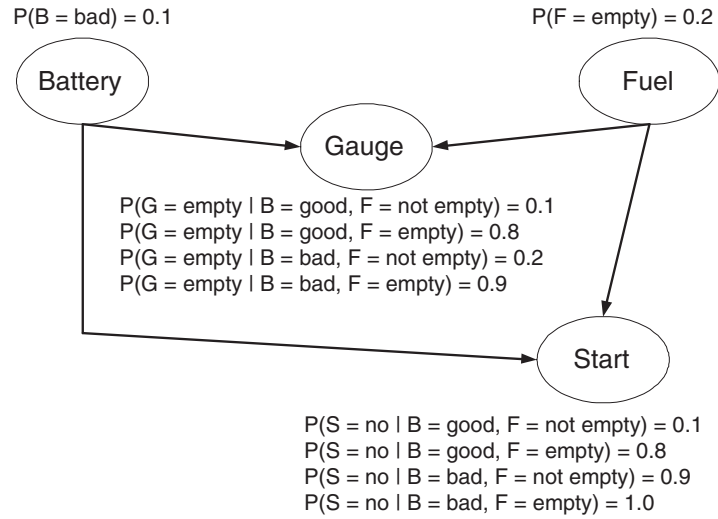 P(B = bad) = 0.1
P(F = empty) = 0.2
Battery
Fuel
Gauge
P(G = empty | B = good, F = not empty) = 0.1
P(G = empty | B = good, F = empty) = 0.8
P(G = empty | B = bad, F = not empty) = 0.2
P(G = empty | B = bad, F = empty) = 0.9
Start
P(S = no | B = good, F = not empty) = 0.1
P(S = no | B = good, F = empty) = 0.8
P(S = no | B = bad, F = not empty) = 0.9
P(S = no | B = bad, F = empty) = 1.0